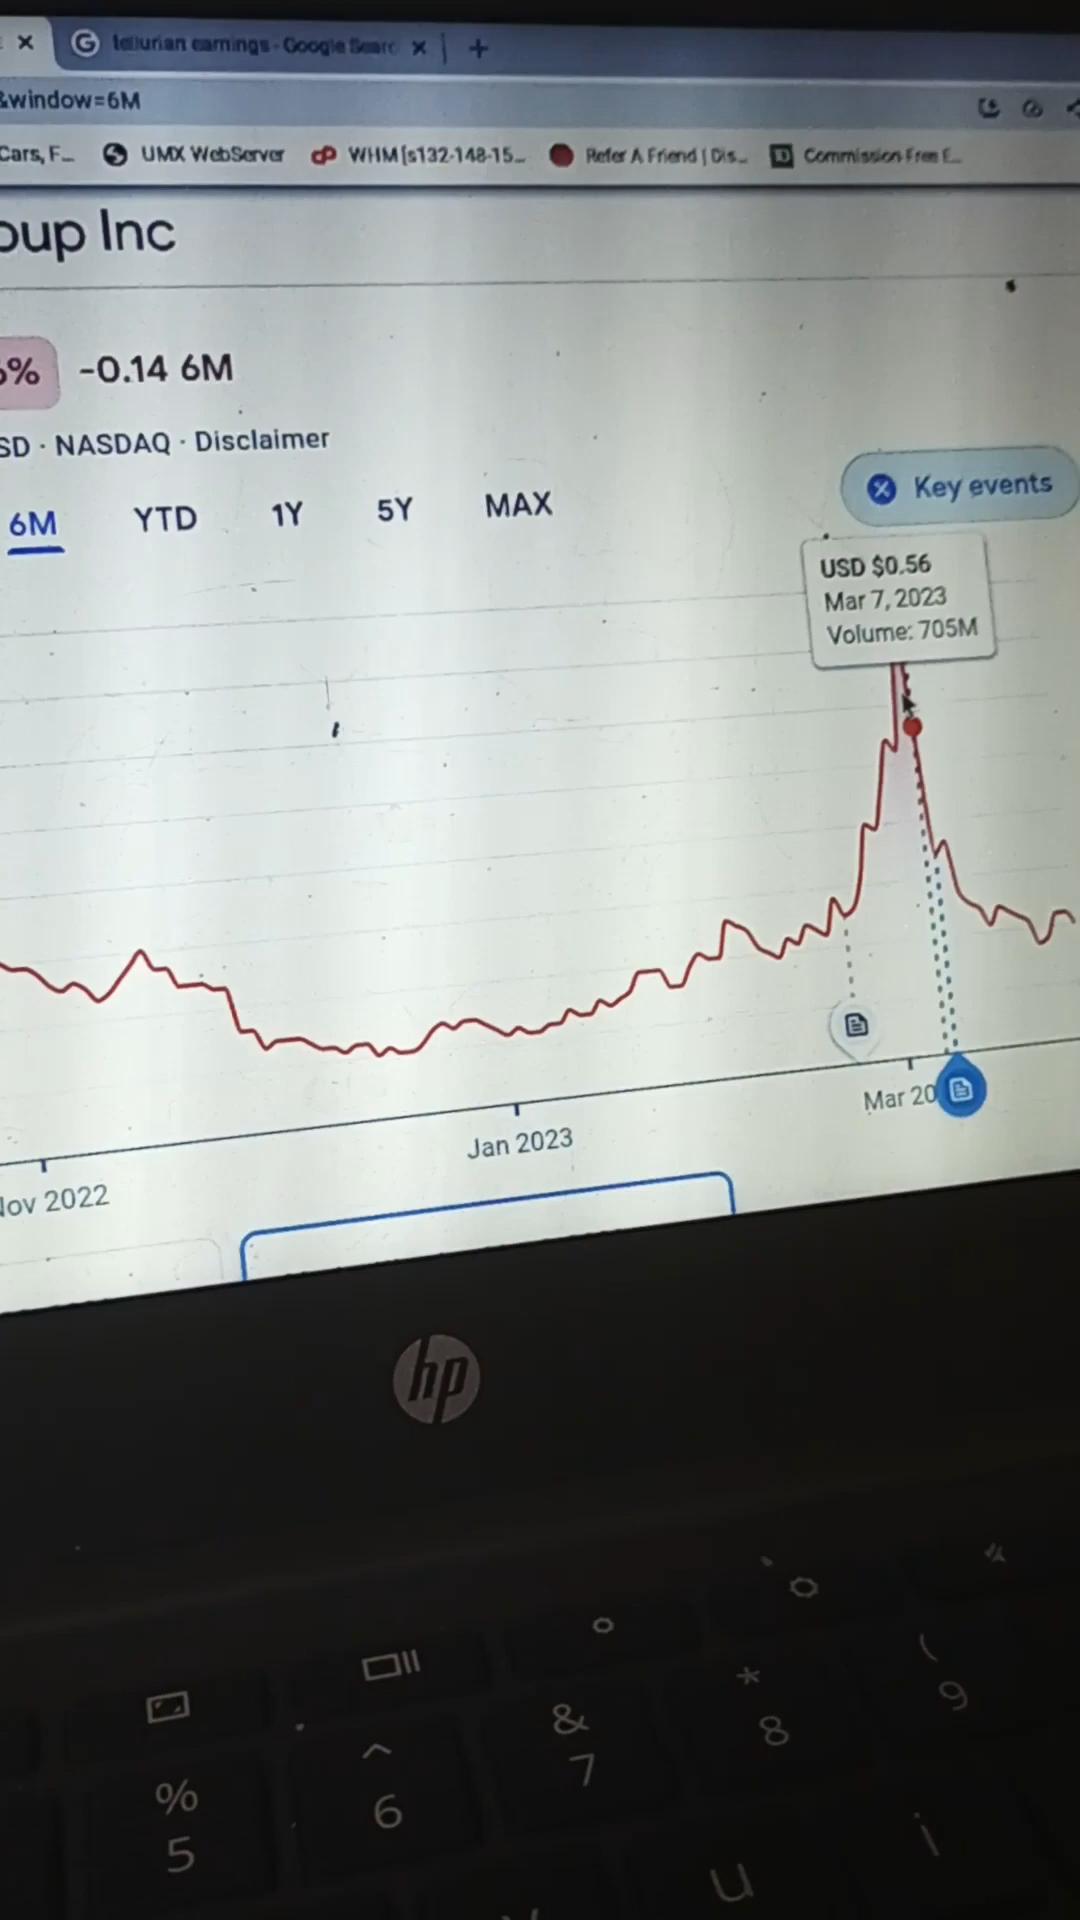 tellurian earnings - Google Searc
&window=6M
Cars, F...
UMX WebServer
WHM [s132-148-15...
Refer A Friend | Dis...
Commission-Free E...
oup Inc
% -0.14 6M
SD · NASDAQ · Disclaimer
6M YTD 1Y 5Y MAX
Key events
USD $0.56
Mar 7, 2023
Volume: 705M
Mar 20
Jan 2023
Nov 2022
hp
% 5
^ 6
& 7
* 8
( 9
u
i